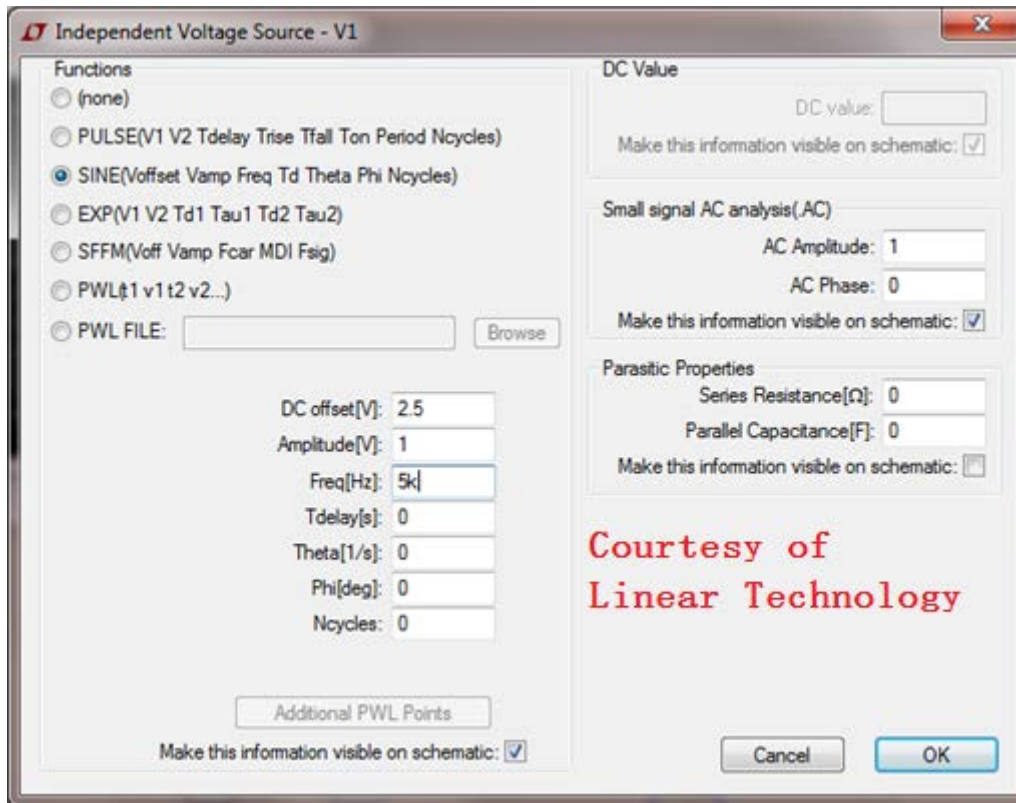 Independent Voltage Source - V1
Functions
(none)
PULSE(V1 V2 Tdelay Trise Tfall Ton Period Ncycles)
SINE(Voffset Vamp Freq Td Theta Phi Ncycles)
EXP(V1 V2 Td1 Tau1 Td2 Tau2)
SFFM(Voff Vamp Fcar MDI Fsig)
PWL(t1 v1 t2 v2...)
PWL FILE:
Browse
DC offset[V]: 2.5
Amplitude[V]: 1
Freq[Hz]: 5k
Tdelay[s]: 0
Theta[1/s]: 0
Phi[deg]: 0
Ncycles: 0
Additional PWL Points
Make this information visible on schematic:
DC Value
DC value:
Make this information visible on schematic:
Small signal AC analysis(.AC)
AC Amplitude: 1
AC Phase: 0
Make this information visible on schematic:
Parasitic Properties
Series Resistance[Ω]: 0
Parallel Capacitance[F]: 0
Make this information visible on schematic:
Courtesy of
Linear Technology
Cancel
OK